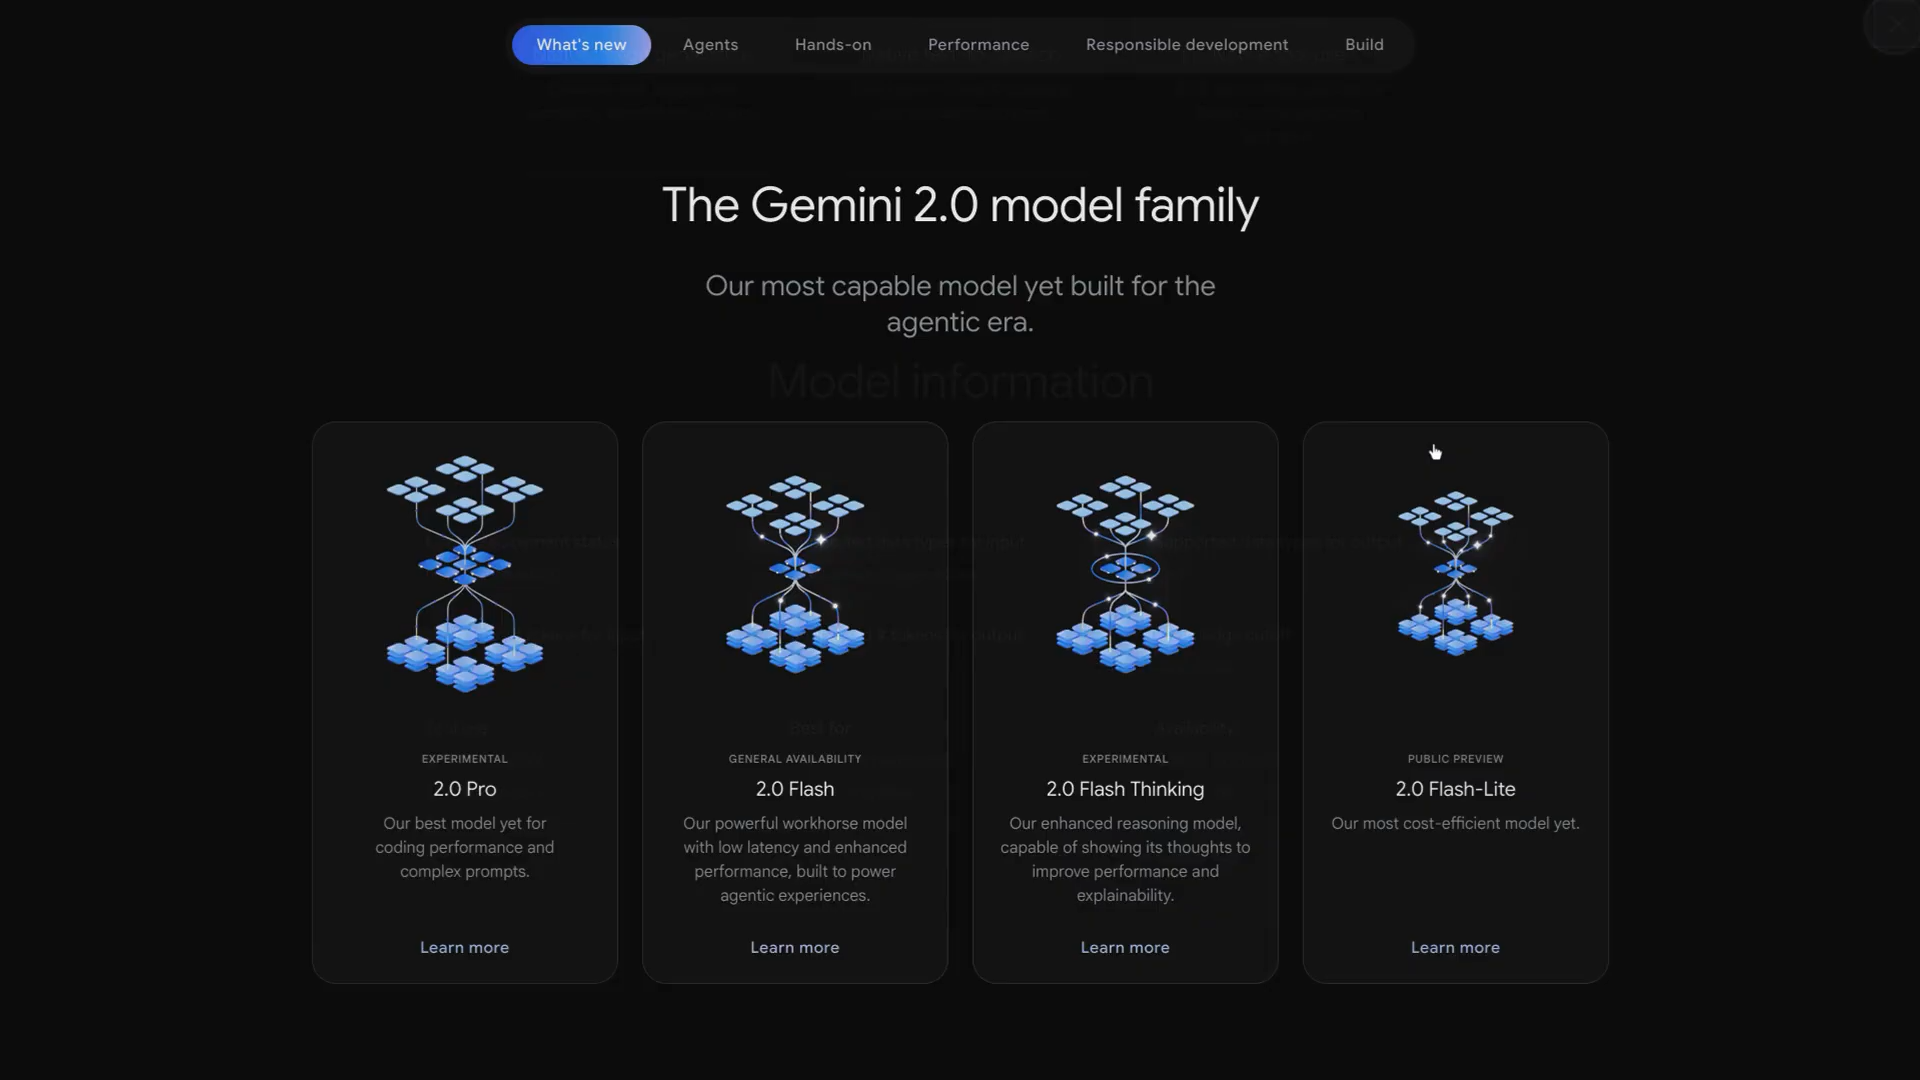 What's new
Agents
Hands-on
Performance
Responsible development
Build
The Gemini 2.0 model family
Our most capable model yet built for the
agentic era.
Model information
EXPERIMENTAL
2.0 Pro
Our best model yet for
coding performance and
complex prompts.
Learn more
GENERAL AVAILABILITY
2.0 Flash
Our powerful workhorse model
with low latency and enhanced
performance, built to power
agentic experiences.
Learn more
EXPERIMENTAL
2.0 Flash Thinking
Our enhanced reasoning model,
capable of showing its thoughts to
improve performance and
explainability.
Learn more
PUBLIC PREVIEW
2.0 Flash-Lite
Our most cost-efficient model yet.
Learn more
Best for
Availability